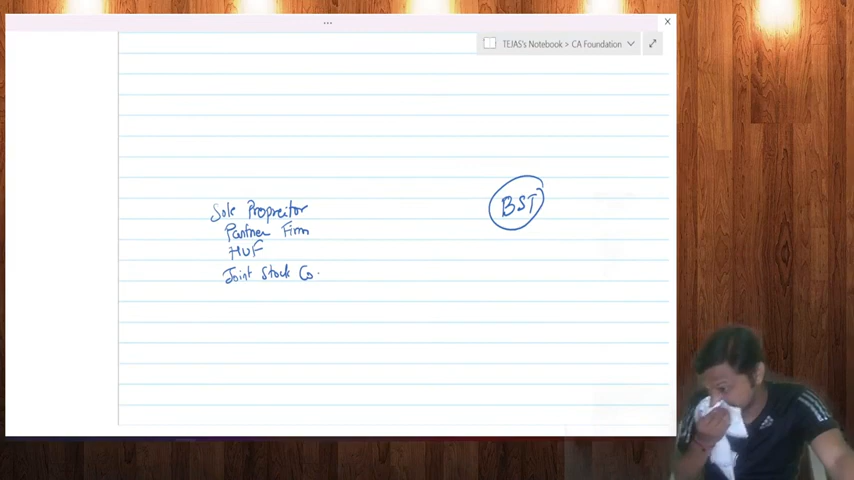 TEJAS's Notebook > CA Foundation
Sole Propreitor
BST
Partner Firm
HUF
Joint Stock Co.